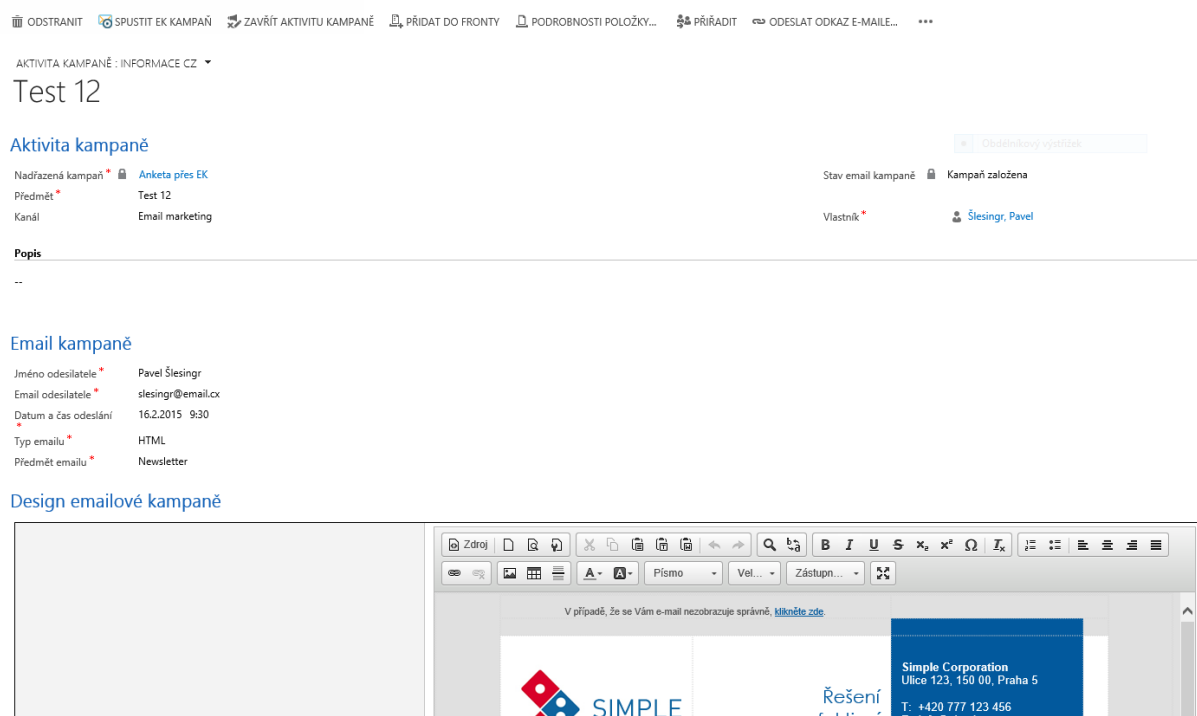 ODSTRANIT SPUSTIT EK KAMPAŇ ZAVŘÍT AKTIVITU KAMPANĚ PŘIDAT DO FRONTY PODROBNOSTI POLOŽKY... PŘIŘADIT ODESLAT ODKAZ E-MAILE... •••
AKTIVITA KAMPANĚ : INFORMACE CZ
Test 12
Aktivita kampaně
Obdélníkový výstřižek
Nadřazená kampaň * Anketa přes EK
Stav email kampaně Kampaň založena
Předmět * Test 12
Kanál Email marketing
Vlastník * Šlesingr, Pavel
Popis
--
Email kampaně
Jméno odesilatele * Pavel Šlesingr
Email odesilatele * slesingr@email.cx
Datum a čas odeslání * 16.2.2015 9:30
Typ emailu * HTML
Předmět emailu * Newsletter
Design emailové kampaně
Zdroj
B I U S x₂ x² Ω Ix
A A Písmo Vel... Zástupn...
V případě, že se Vám e-mail nezobrazuje správně, klikněte zde.
Simple Corporation
Ulice 123, 150 00, Praha 5
T: +420 777 123 456
SIMPLE
Řešení